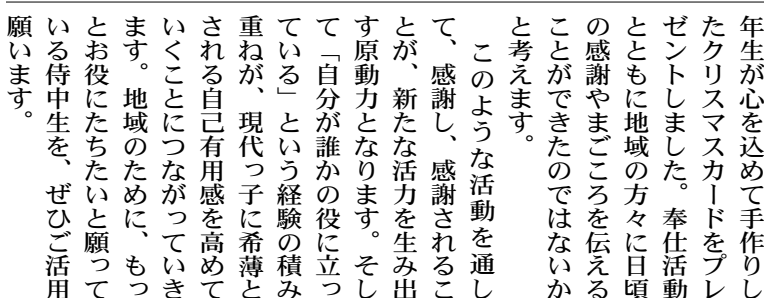 年生が心を込めて手作りし
たクリスマスカードをプレ
ゼントしました。奉仕活動
とともに地域の方々に日頃
の感謝やまごころを伝える
ことができたのではないか
と考えます。
このような活動を通し
て、感謝し、感謝されるこ
とが、新たな活力を生み出
す原動力となります。そし
て「自分が誰かの役に立っ
ている」という経験の積み
重ねが、現代っ子に希薄と
される自己有用感を高めて
いくことにつながっていき
ます。地域のために、もっ
とお役にたちたいと願って
いる侍中生を、ぜひご活用
願います。